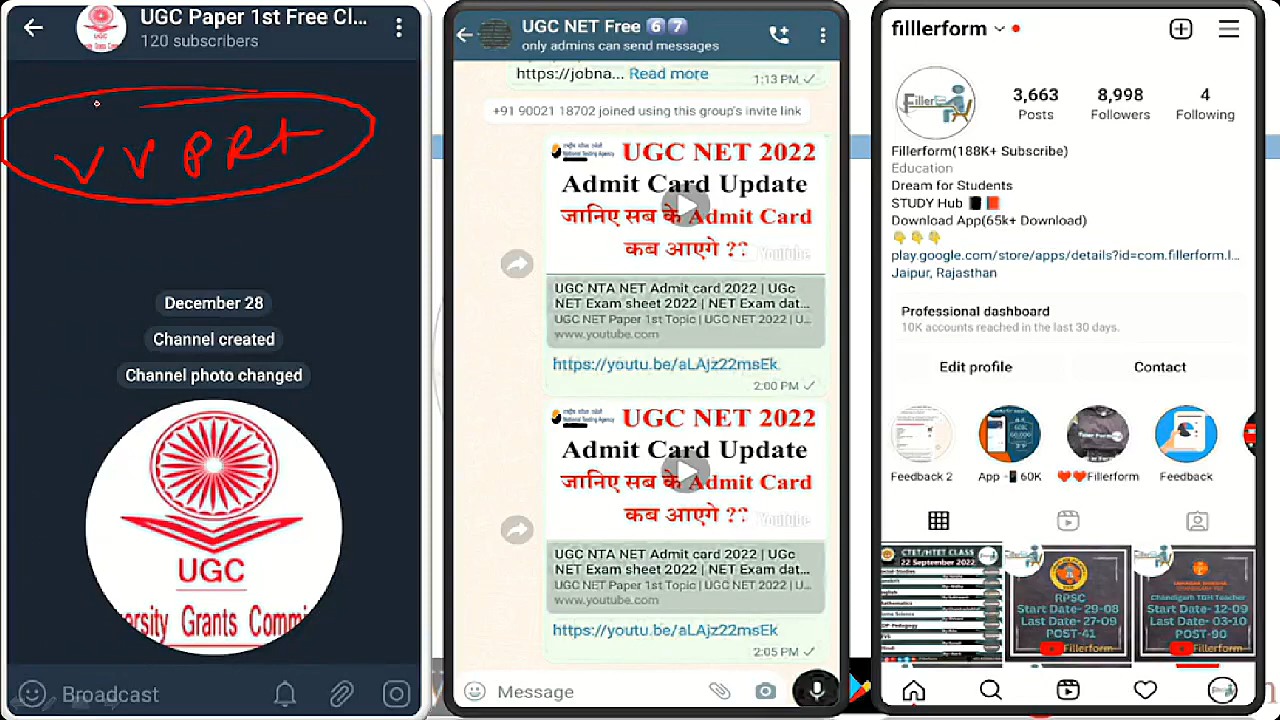 UGC Paper 1st Free Cl...
120 subscribers
December 28
Channel created
Channel photo changed
UGC
Broadcast
UGC NET Free 6 7
only admins can send messages
https://jobna... Read more
1:13 PM
+91 90021 18702 joined using this group's invite link
National Testing Agency
UGC NET 2022
Admit Card Update
जानिए सब के Admit Card
कब आएगे ??
YouTube
UGC NTA NET Admit card 2022 | UGc
NET Exam sheet 2022 | NET Exam dat...
UGC NET Paper 1st Topic | UGC NET 2022 | U...
www.youtube.com
https://youtu.be/aLAjz22msEk
2:00 PM
National Testing Agency
UGC NET 2022
Admit Card Update
जानिए सब के Admit Card
कब आएगे ??
YouTube
UGC NTA NET Admit card 2022 | UGc
NET Exam sheet 2022 | NET Exam dat...
UGC NET Paper 1st Topic | UGC NET 2022 | U...
www.youtube.com
https://youtu.be/aLAjz22msEk
2:05 PM
Message
fillerform
3,663
8,998
4
Posts
Followers
Following
Fillerform(188K+ Subscribe)
Education
Dream for Students
STUDY Hub
Download App(65k+ Download)
play.google.com/store/apps/details?id=com.fillerform.l...
Jaipur, Rajasthan
Professional dashboard
10K accounts reached in the last 30 days.
Edit profile
Contact
Feedback 2
App - 60K
Fillerform
Feedback
CTET/HTET CLASS
22 September 2022
RPSC
Start Date- 29-08
Last Date- 27-09
POST-41
Fillerform
Chandigarh TGH Teacher
Start Date- 12-09
Last Date- 03-10
POST-90
Fillerform